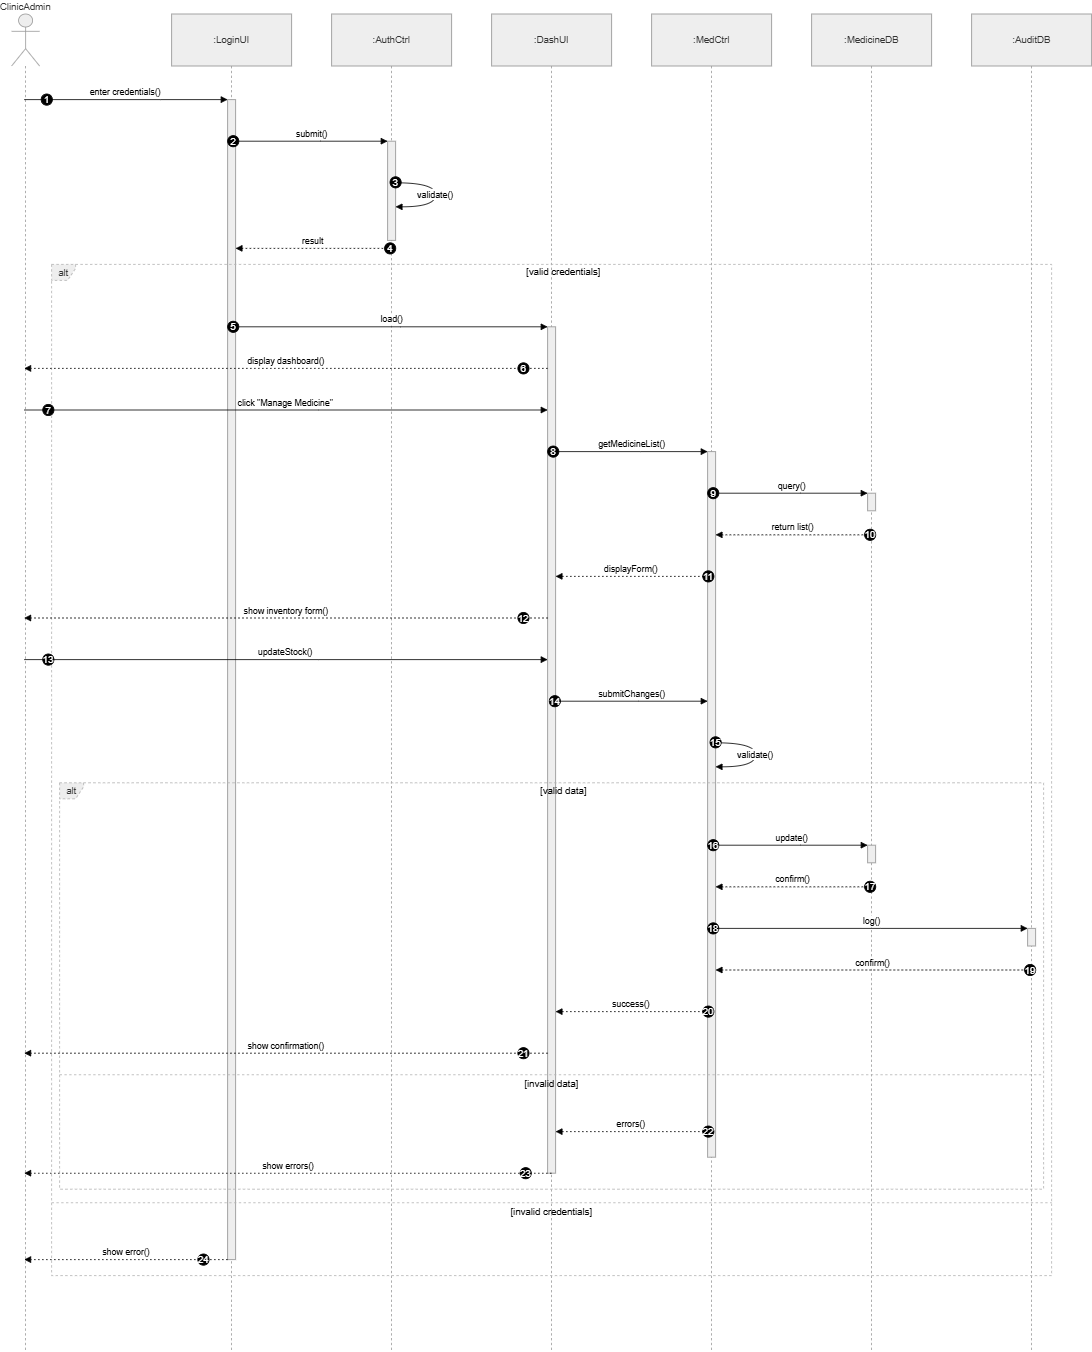 ClinicAdmin
:LoginUI
:AuthCtrl
:DashUI
:MedCtrl
:MedicineDB
:AuditDB
1 enter credentials()
2 submit()
3 validate()
4 result
alt [valid credentials]
5 load()
6 display dashboard()
7 click "Manage Medicine"
8 getMedicineList()
9 query()
10 return list()
11 displayForm()
12 show inventory form()
13 updateStock()
14 submitChanges()
15 validate()
alt [valid data]
16 update()
17 confirm()
18 log()
19 confirm()
20 success()
21 show confirmation()
[invalid data]
22 errors()
23 show errors()
[invalid credentials]
24 show error()